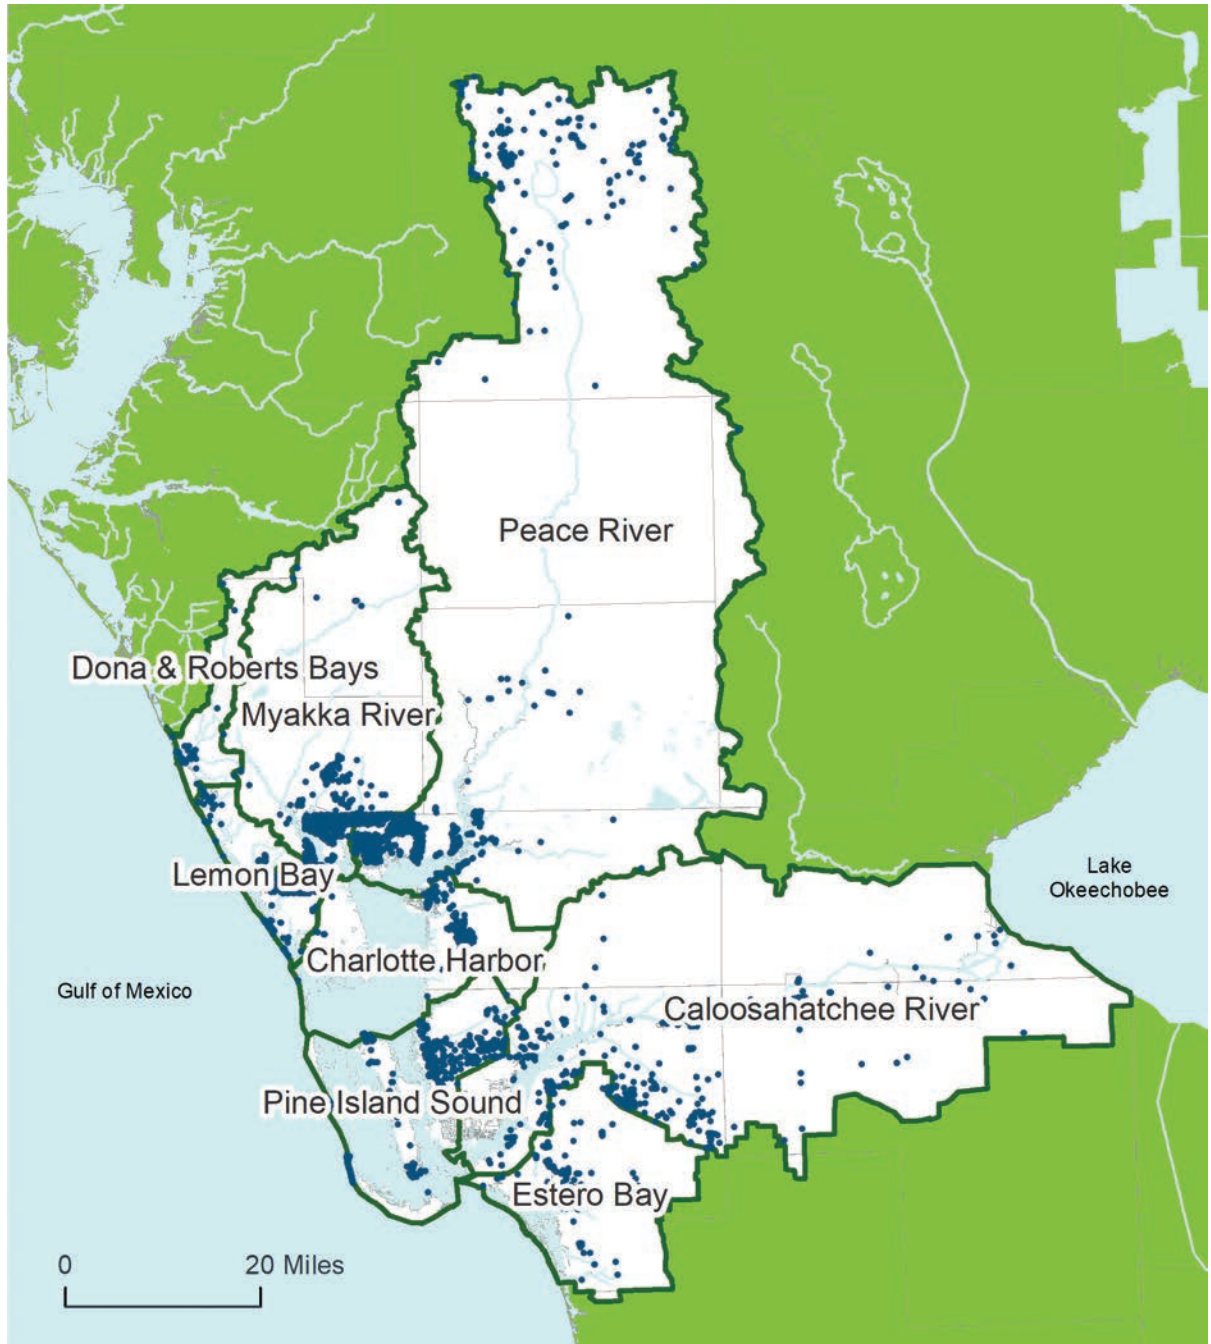 Peace River
Dona & Roberts Bays
Myakka River
Lemon Bay
Lake
Okeechobee
Charlotte Harbor
Gulf of Mexico
Caloosahatchee River
Pine Island Sound
Estero Bay
0 20 Miles